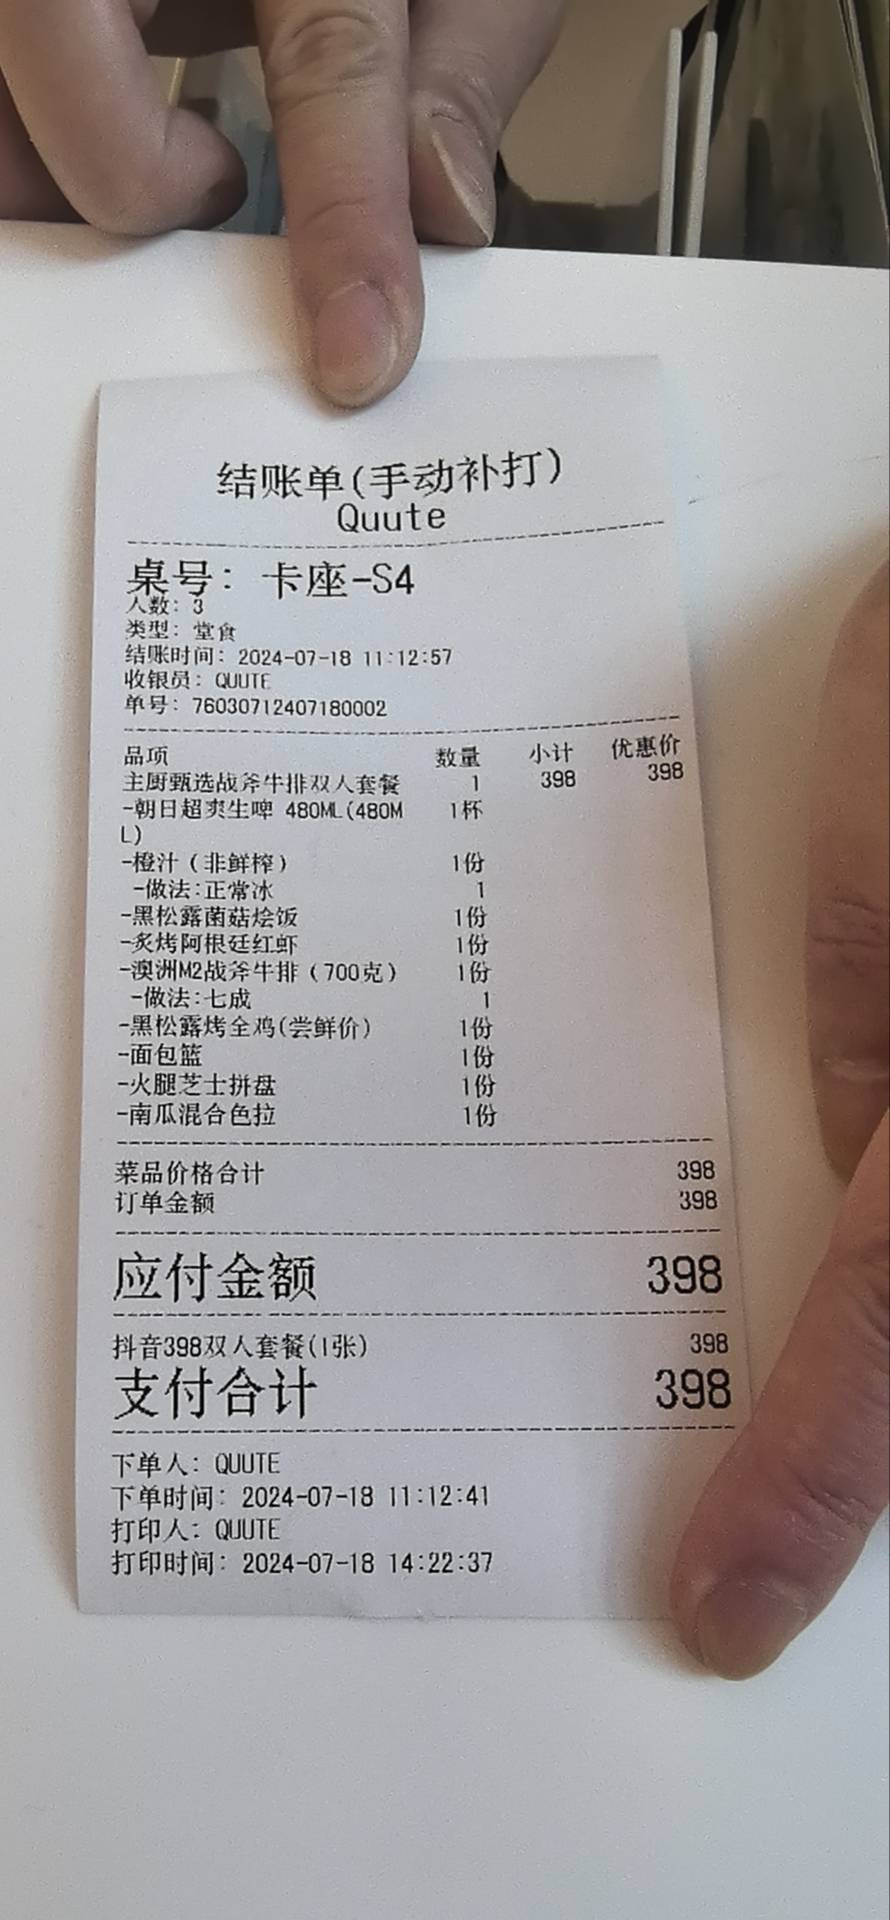 结账单(手动补打)
Quute
桌号: 卡座-S4
人数: 3
类型: 堂食
结账时间: 2024-07-18 11:12:57
收银员: QUUTE
单号: 76030712407180002
品项 数量 小计 优惠价
主厨甄选战斧牛排双人套餐 1 398 398
-朝日超爽生啤 480ML(480M 1杯
L)
-橙汁(非鲜榨) 1份
-做法:正常冰 1
-黑松露菌菇烩饭 1份
-炙烤阿根廷红虾 1份
-澳洲M2战斧牛排(700克) 1份
-做法:七成 1
-黑松露烤全鸡(尝鲜价) 1份
-面包篮 1份
-火腿芝士拼盘 1份
-南瓜混合色拉 1份
菜品价格合计 398
订单金额 398
应付金额 398
抖音398双人套餐(1张) 398
支付合计 398
下单人: QUUTE
下单时间: 2024-07-18 11:12:41
打印人: QUUTE
打印时间: 2024-07-18 14:22:37